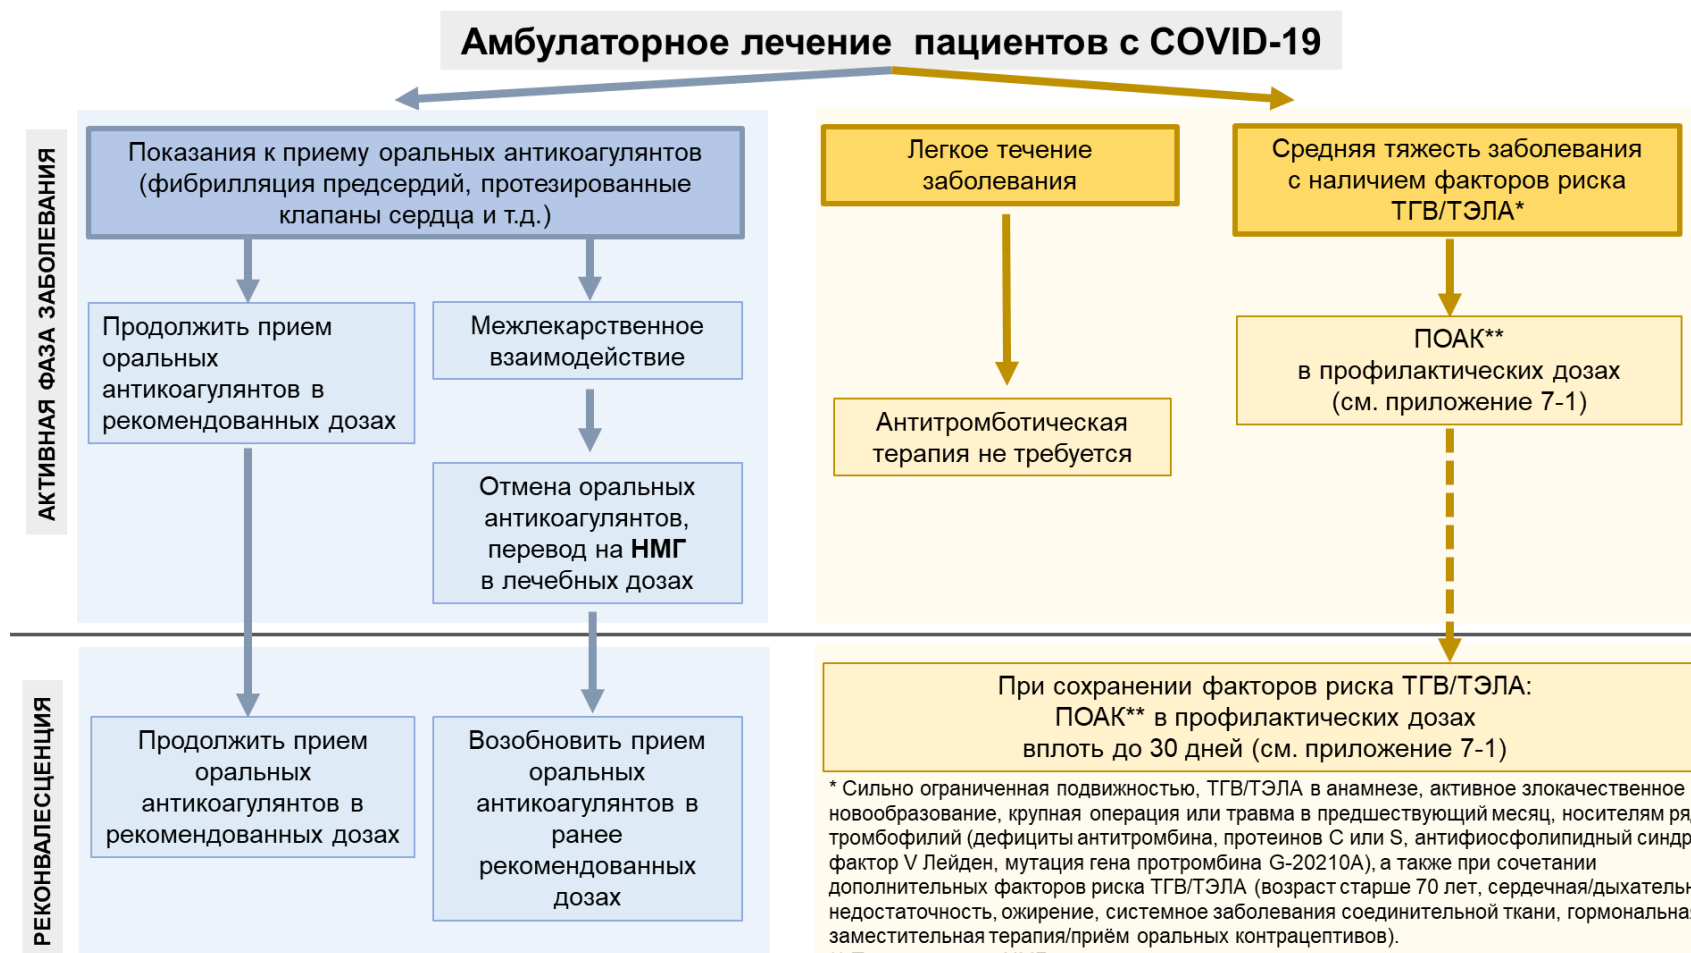 Амбулаторное лечение пациентов с COVID-19
АКТИВНАЯ ФАЗА ЗАБОЛЕВАНИЯ
Показания к приему оральных антикоагулянтов
(фибрилляция предсердий, протезированные
клапаны сердца и т.д.)
Продолжить прием
оральных
антикоагулянтов в
рекомендованных дозах
Межлекарственное
взаимодействие
Отмена оральных
антикоагулянтов,
перевод на НМГ
в лечебных дозах
Легкое течение
заболевания
Антитромботическая
терапия не требуется
Средняя тяжесть заболевания
с наличием факторов риска
ТГВ/ТЭЛА*
ПОАК**
в профилактических дозах
(см. приложение 7-1)
РЕКОНВАЛЕСЦЕНЦИЯ
Продолжить прием
оральных
антикоагулянтов в
рекомендованных дозах
Возобновить прием
оральных
антикоагулянтов в
ранее
рекомендованных
дозах
При сохранении факторов риска ТГВ/ТЭЛА:
ПОАК** в профилактических дозах
вплоть до 30 дней (см. приложение 7-1)
* Сильно ограниченная подвижностью, ТГВ/ТЭЛА в анамнезе, активное злокачественное
новообразование, крупная операция или травма в предшествующий месяц, носителям ря
тромбофилий (дефициты антитромбина, протеинов С или S, антифиосфолипидный синдр
фактор V Лейден, мутация гена протромбина G-20210A), а также при сочетании
дополнительных факторов риска ТГВ/ТЭЛА (возраст старше 70 лет, сердечная/дыхательн
недостаточность, ожирение, системное заболевания соединительной ткани, гормональная
заместительная терапия/приём оральных контрацептивов).